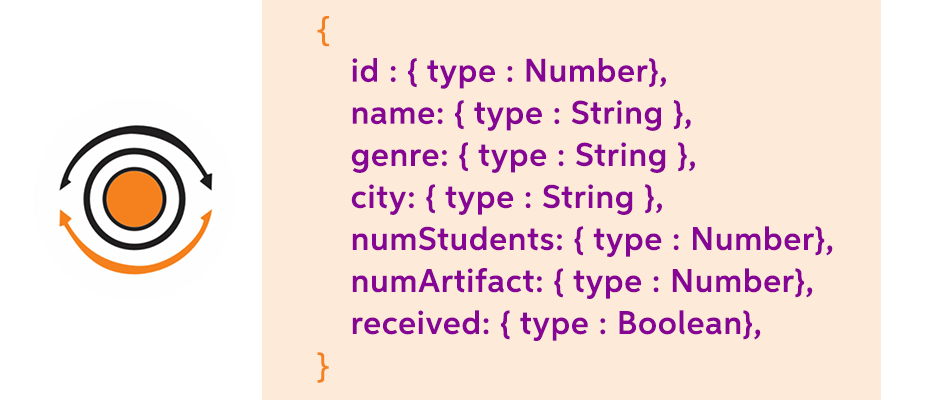 {
id : { type : Number},
name: { type : String },
genre: { type : String },
city: { type : String },
numStudents: { type : Number},
numArtifact: { type : Number},
received: { type : Boolean},
}